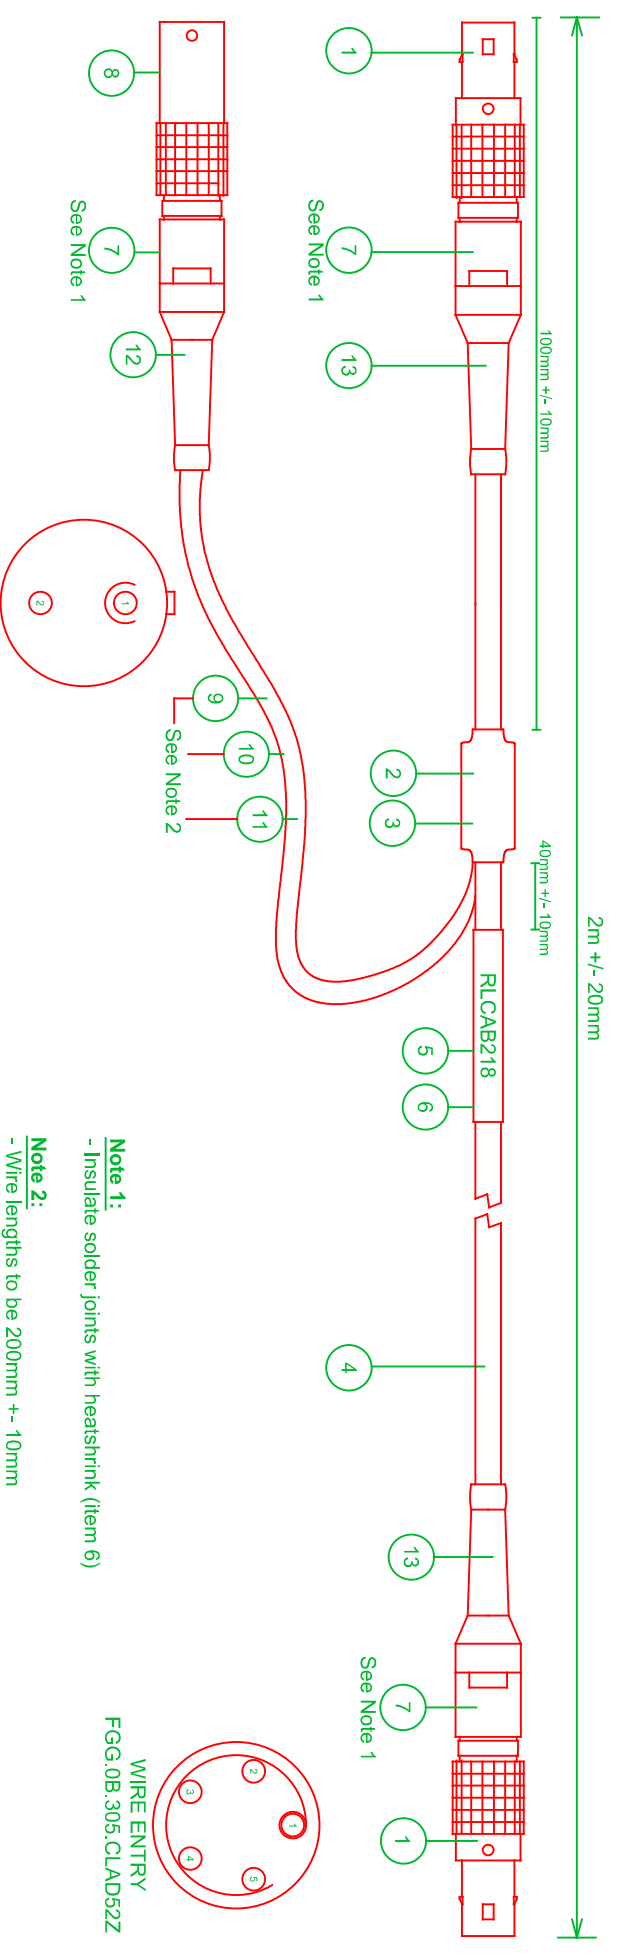 2m +/- 20mm
100mm +/- 10mm
40mm +/- 10mm
1
13
7
See Note 1
2
3
RLCAB218
5
6
4
13
7
See Note 1
1
8
7
See Note 1
12
9
10
11
See Note 2
1
2
Note 1:
- Insulate solder joints with heatshrink (item 6)
Note 2:
- Wire lengths to be 200mm +- 10mm
1
2
3
4
5
WIRE ENTRY
FGG.0B.305.CLAD52Z